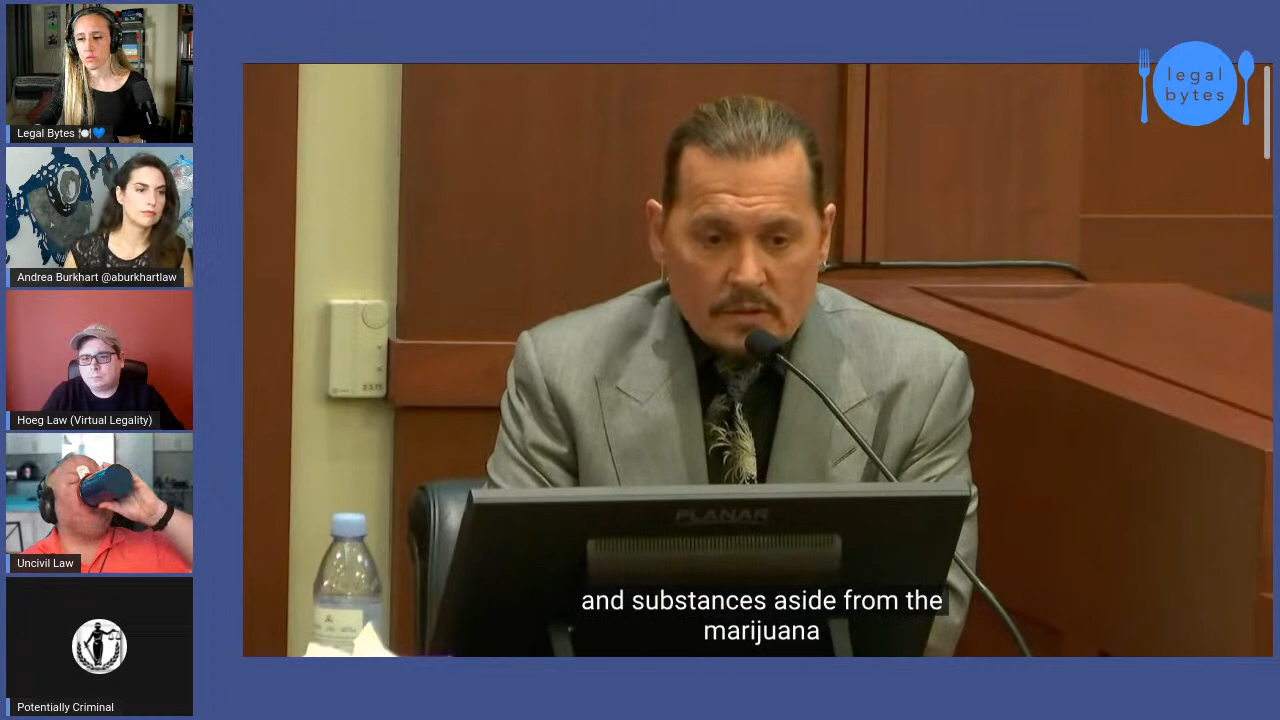 Legal Bytes 🍽️💙
Andrea Burkhart @aburkhartlaw
Hoeg Law (Virtual Legality)
Uncivil Law
Potentially Criminal
legal
bytes
PLANAR
and substances aside from the
marijuana